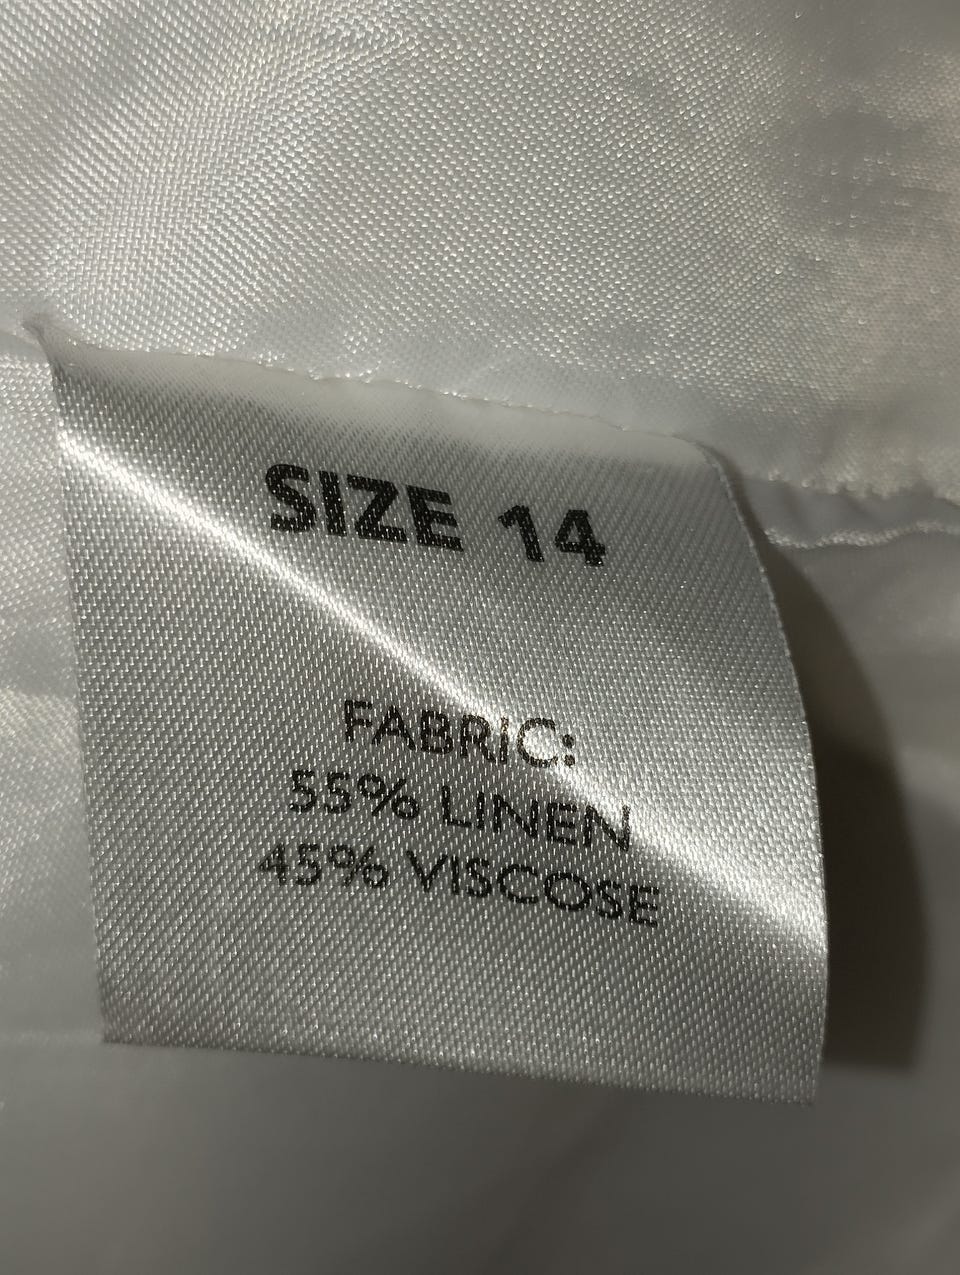 SIZE 14
FABRIC:
55% LINEN
45% VISCOSE